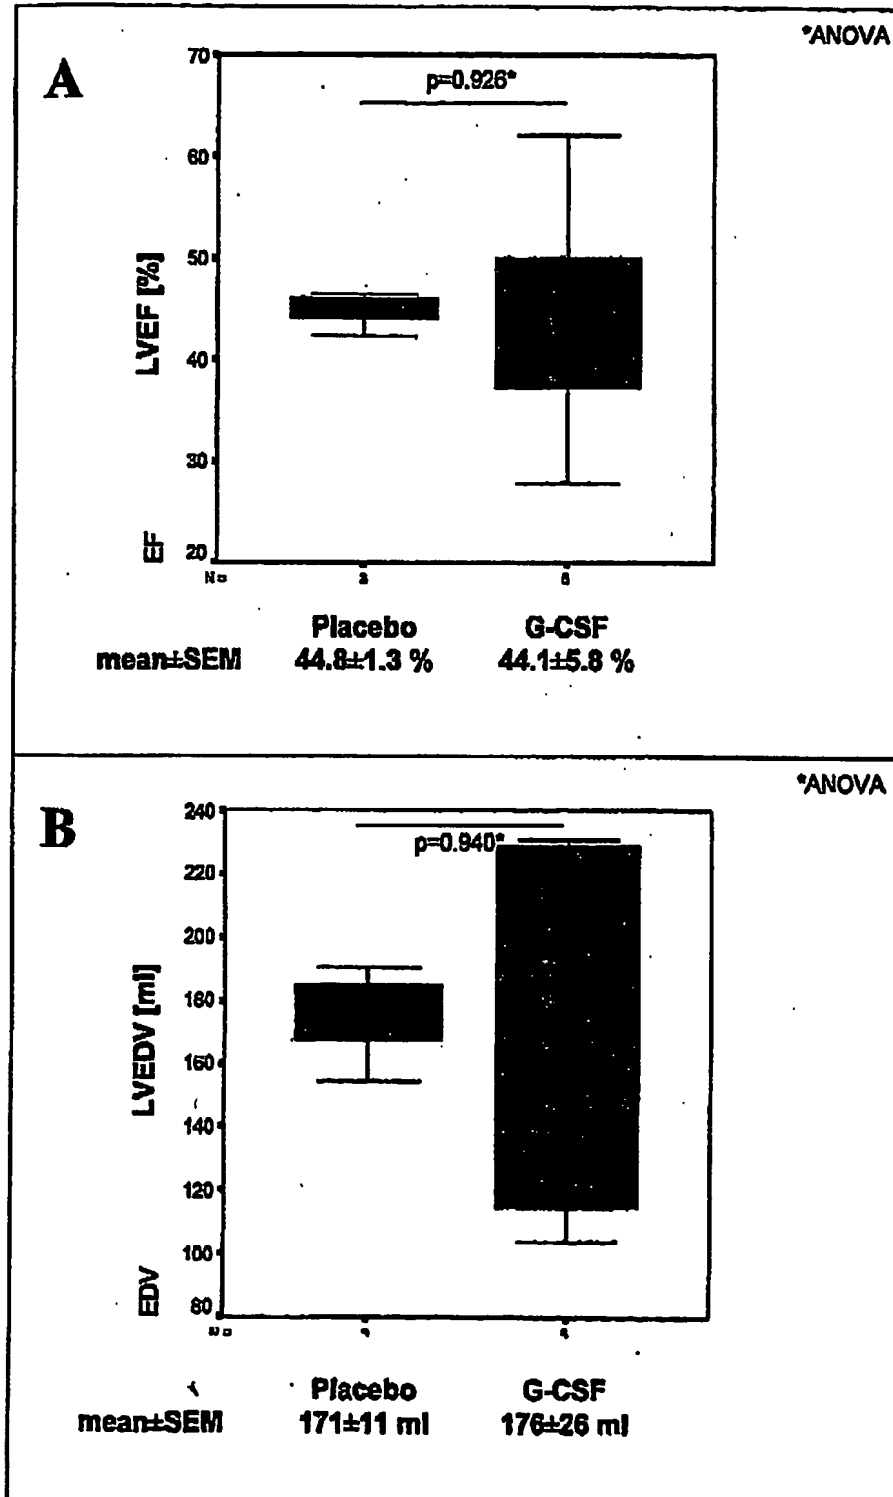 *ANOVA
A
p=0.926*
70
60
50
40
30
20
LVEF [%]
EF
N=
Placebo G-CSF
mean±SEM 44.8±1.3 % 44.1±5.8 %
*ANOVA
B
p=0.940*
240
220
200
180
160
140
120
100
80
LVEDV [ml]
EDV
Placebo G-CSF
mean±SEM 171±11 ml 176±26 ml